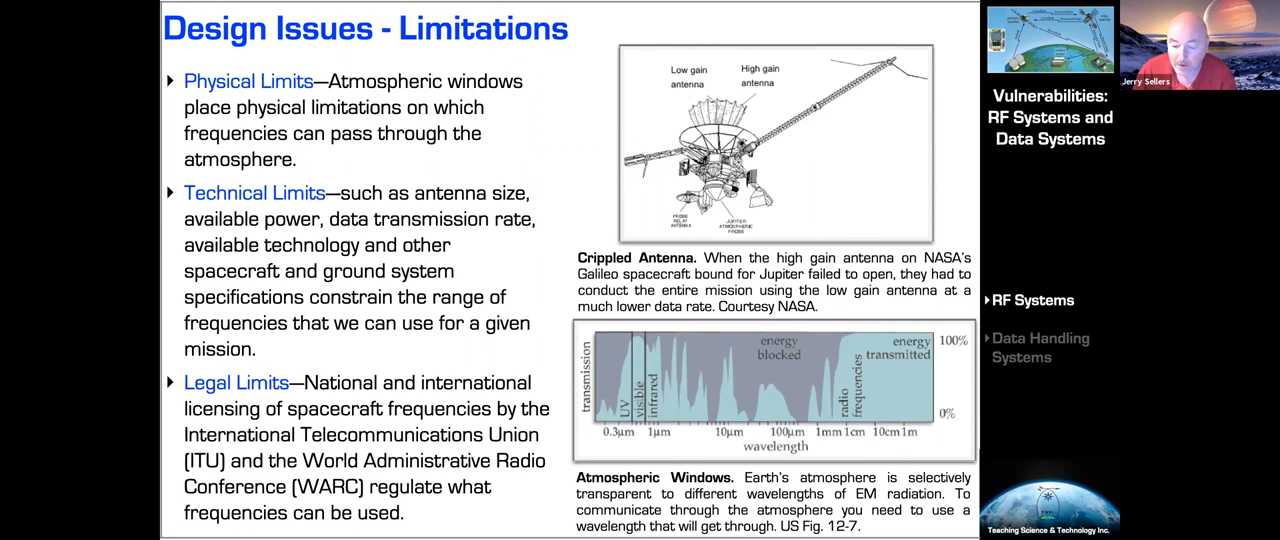 Design Issues - Limitations
Physical Limits—Atmospheric windows
place physical limitations on which
frequencies can pass through the
atmosphere.
Technical Limits—such as antenna size,
available power, data transmission rate,
available technology and other
spacecraft and ground system
specifications constrain the range of
frequencies that we can use for a given
mission.
Legal Limits—National and international
licensing of spacecraft frequencies by the
International Telecommunications Union
(ITU) and the World Administrative Radio
Conference (WARC) regulate what
frequencies can be used.
Low gain
antenna
High gain
antenna
PROBE
RELAY
ANTENNA
JUPITER
ATMOSPHERIC
PROBE
Crippled Antenna. When the high gain antenna on NASA's
Galileo spacecraft bound for Jupiter failed to open, they had to
conduct the entire mission using the low gain antenna at a
much lower data rate. Courtesy NASA.
transmission
UV
visible
infrared
energy
blocked
radio
frequencies
energy
transmitted
100%
0%
0.3µm 1µm 10µm 100µm 1mm 1cm 10cm 1m
wavelength
Atmospheric Windows. Earth's atmosphere is selectively
transparent to different wavelengths of EM radiation. To
communicate through the atmosphere you need to use a
wavelength that will get through. US Fig. 12-7.
Jerry Sellers
Vulnerabilities:
RF Systems and
Data Systems
RF Systems
Data Handling
Systems
Teaching Science & Technology Inc.